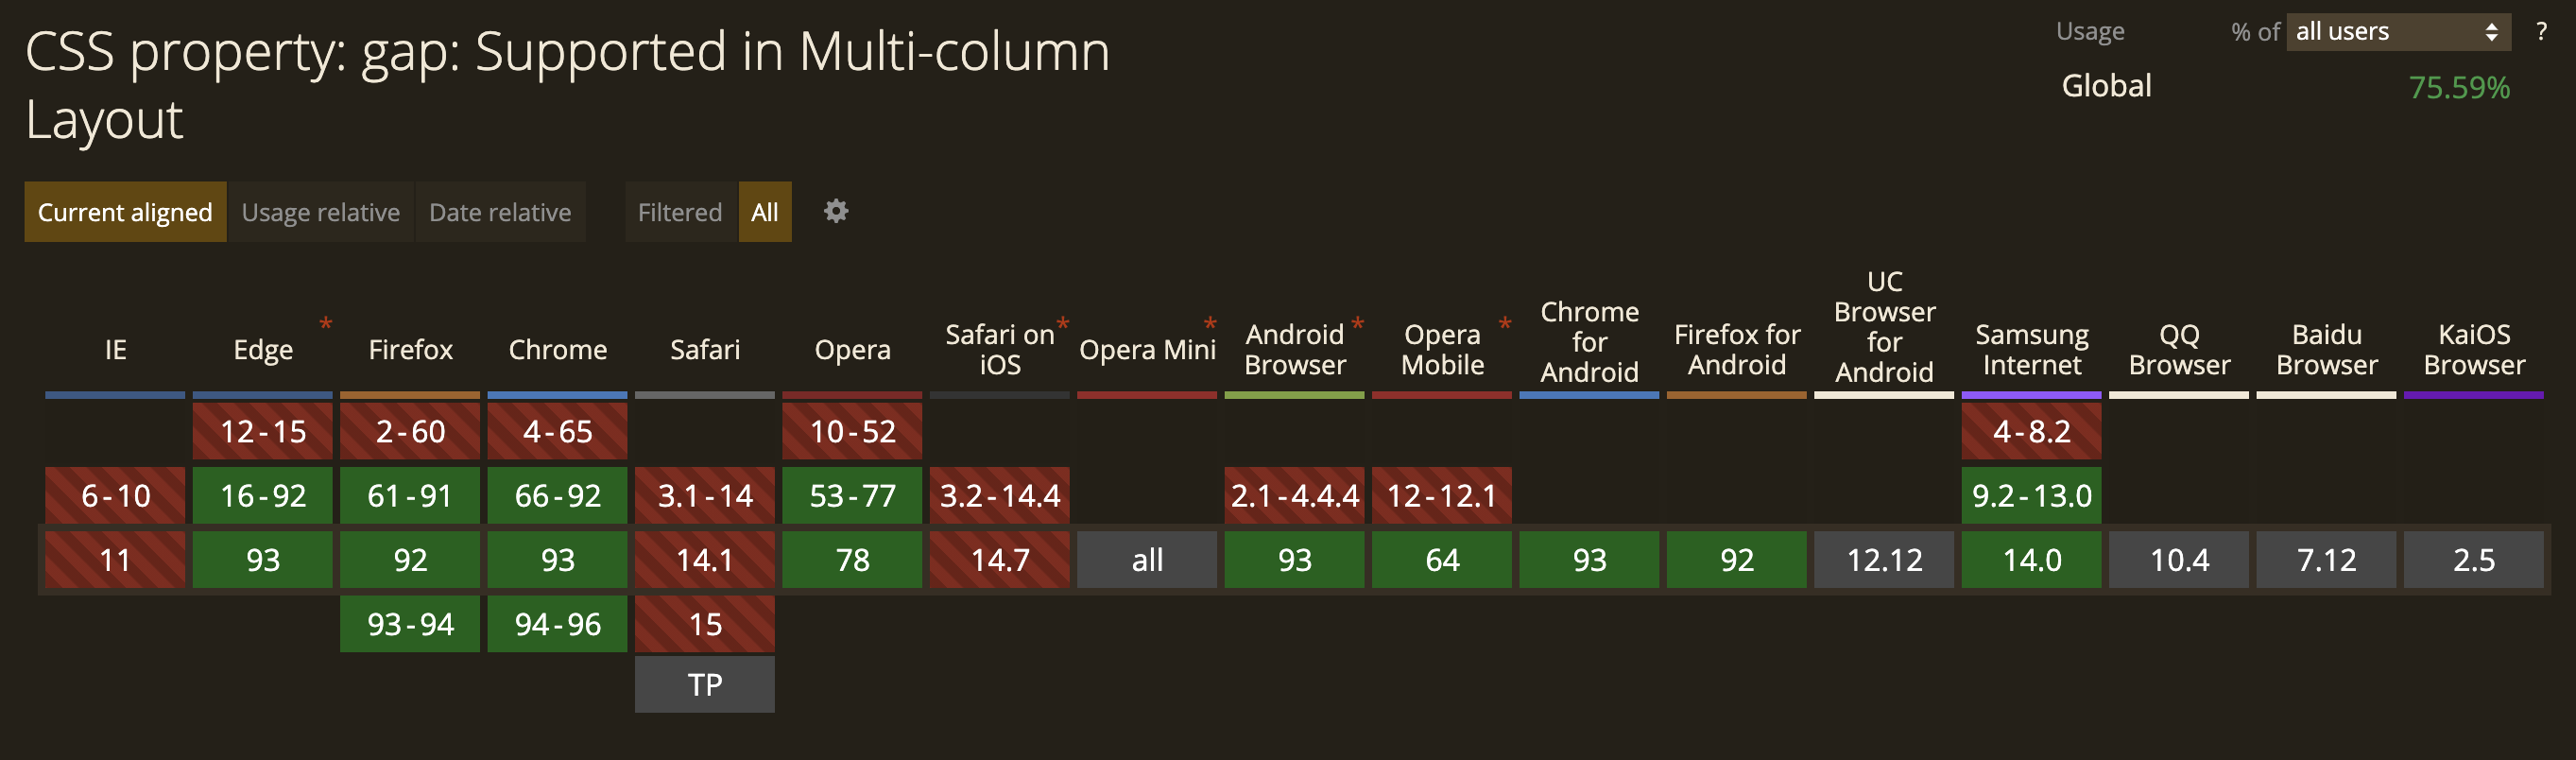 CSS property: gap: Supported in Multi-column
Layout
Usage % of all users ?
Global 75.59%
Current aligned Usage relative Date relative Filtered All
IE Edge * Firefox Chrome Safari Opera Safari on iOS * Opera Mini * Android Browser * Opera Mobile * Chrome for Android Firefox for Android UC Browser for Android Samsung Internet QQ Browser Baidu Browser KaiOS Browser
12-15 2-60 4-65 10-52 4-8.2
6-10 16-92 61-91 66-92 3.1-14 53-77 3.2-14.4 2.1-4.4.4 12-12.1 9.2-13.0
11 93 92 93 14.1 78 14.7 all 93 64 93 92 12.12 14.0 10.4 7.12 2.5
93-94 94-96 15
TP